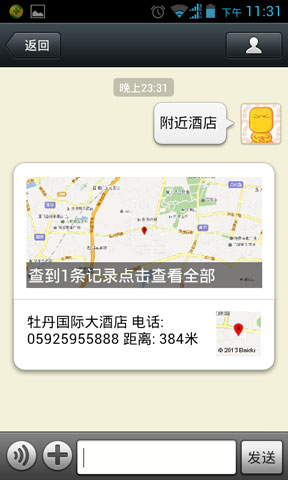 下午 11:31
返回
晚上23:31
附近酒店
查到1条记录点击查看全部
牡丹国际大酒店 电话:
05925955888 距离: 384米
© 2013 Baidu
发送